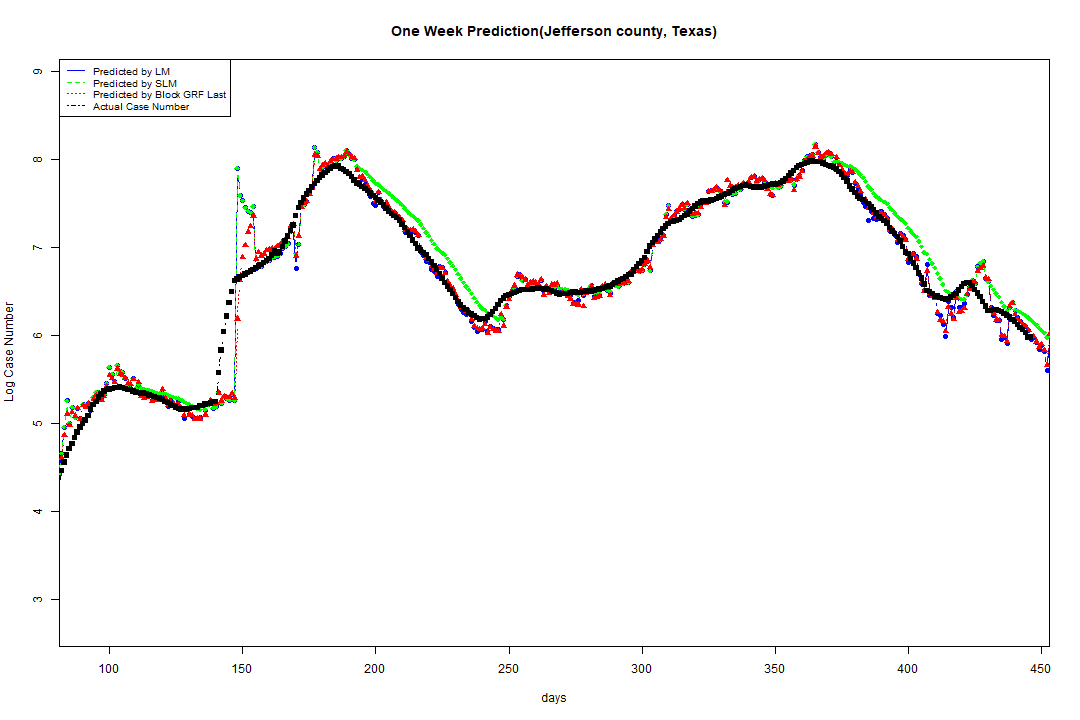 One Week Prediction(Jefferson county, Texas)
Predicted by LM
Predicted by SLM
Predicted by Block GRF Last
Actual Case Number
9
8
7
6
5
4
3
Log Case Number
100 150 200 250 300 350 400 450
days